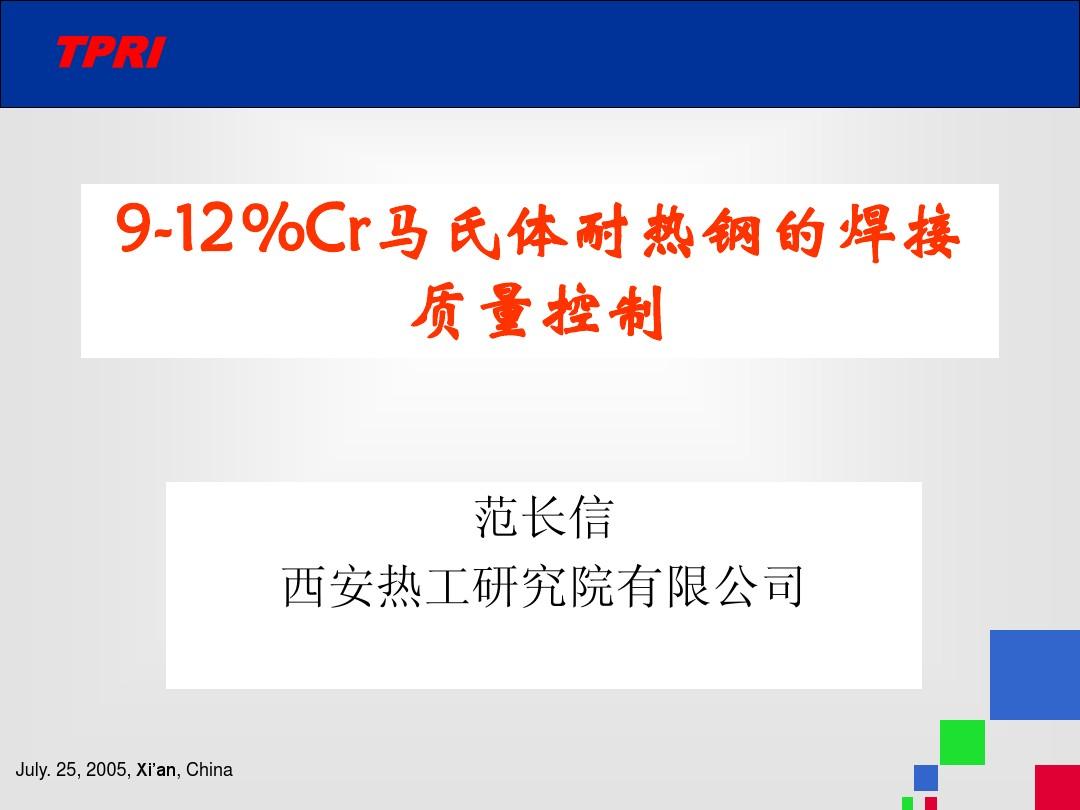 TPRI
9-12%Cr马氏体耐热钢的焊接
质量控制
范长信
西安热工研究院有限公司
July. 25, 2005, Xi'an, China